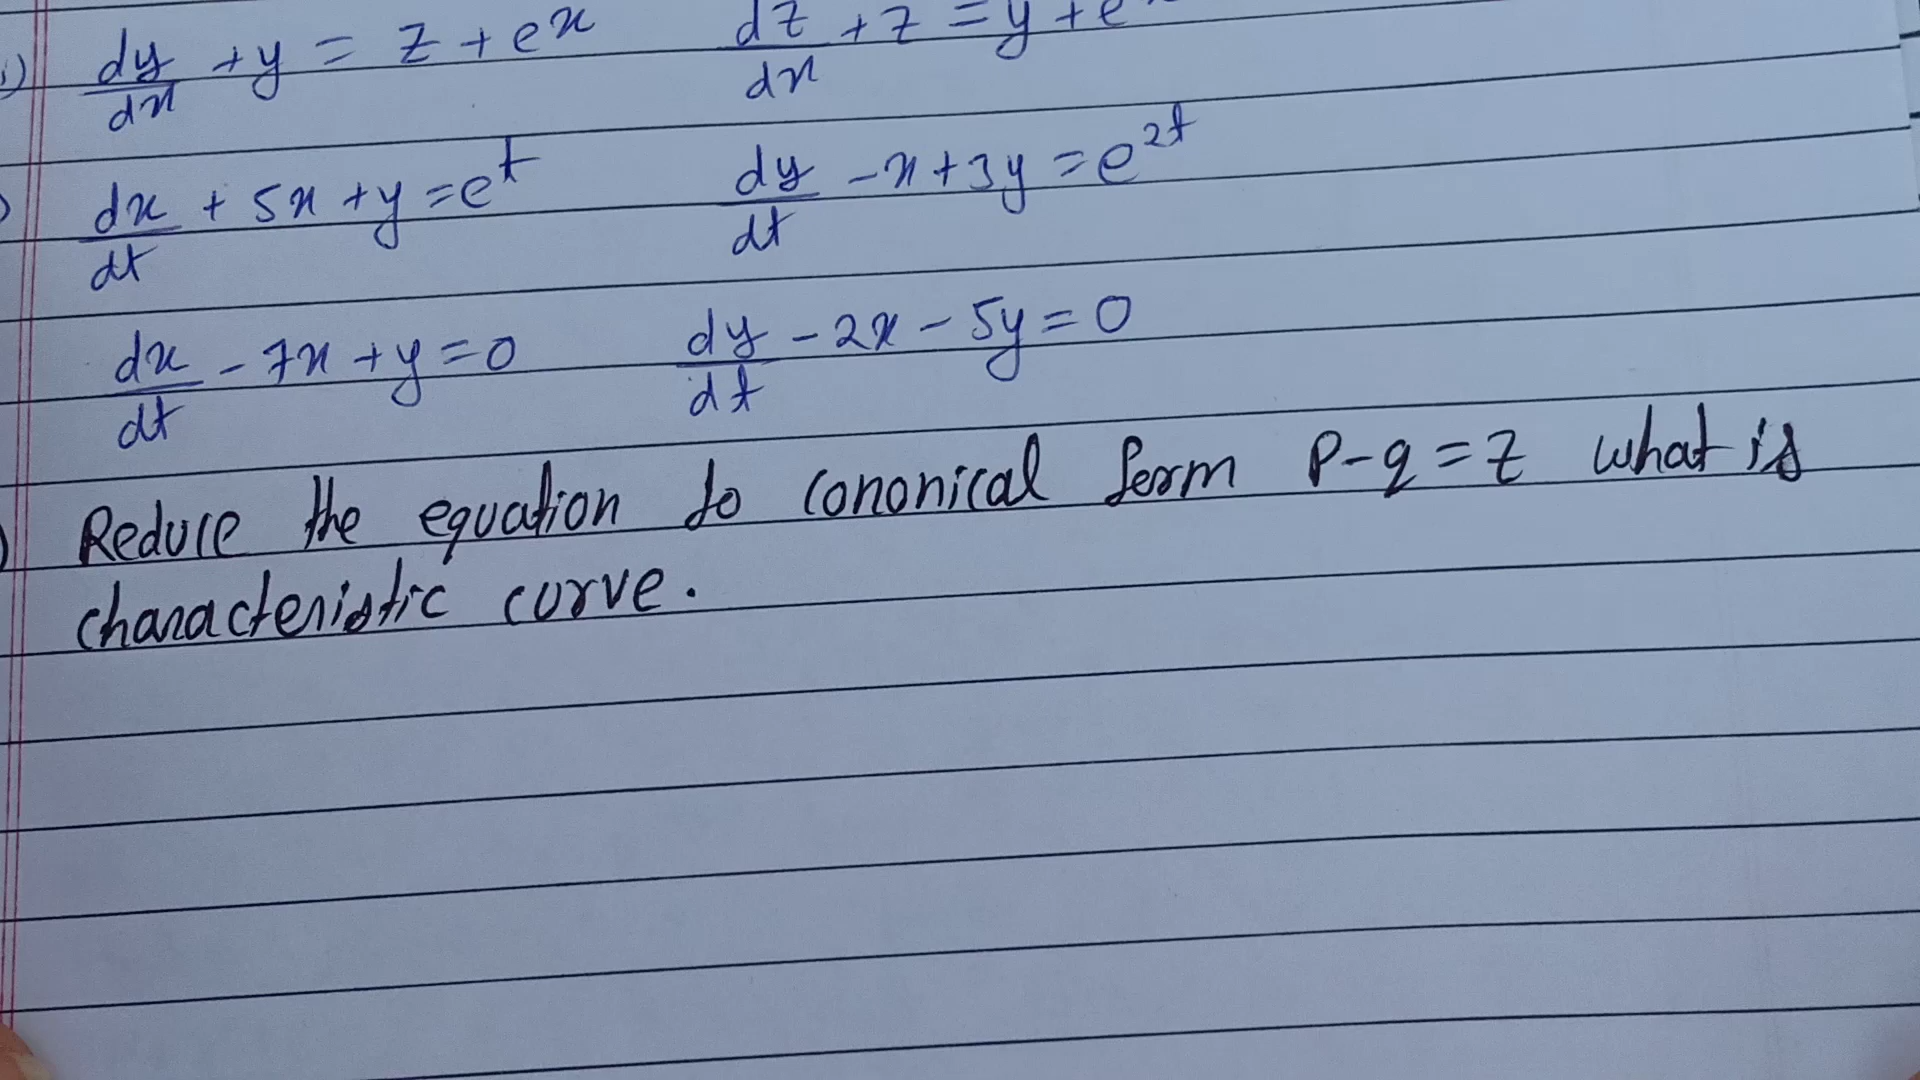 1) dy/dx + y = z + e^x dz/dx + z = y + e
dx/dt + 5x + y = e^t dy/dt - x + 3y = e^2t
dx/dt - 7x + y = 0 dy/dt - 2x - 5y = 0
Reduce the equation to cononical form P-q = z what is
characteristic curve.